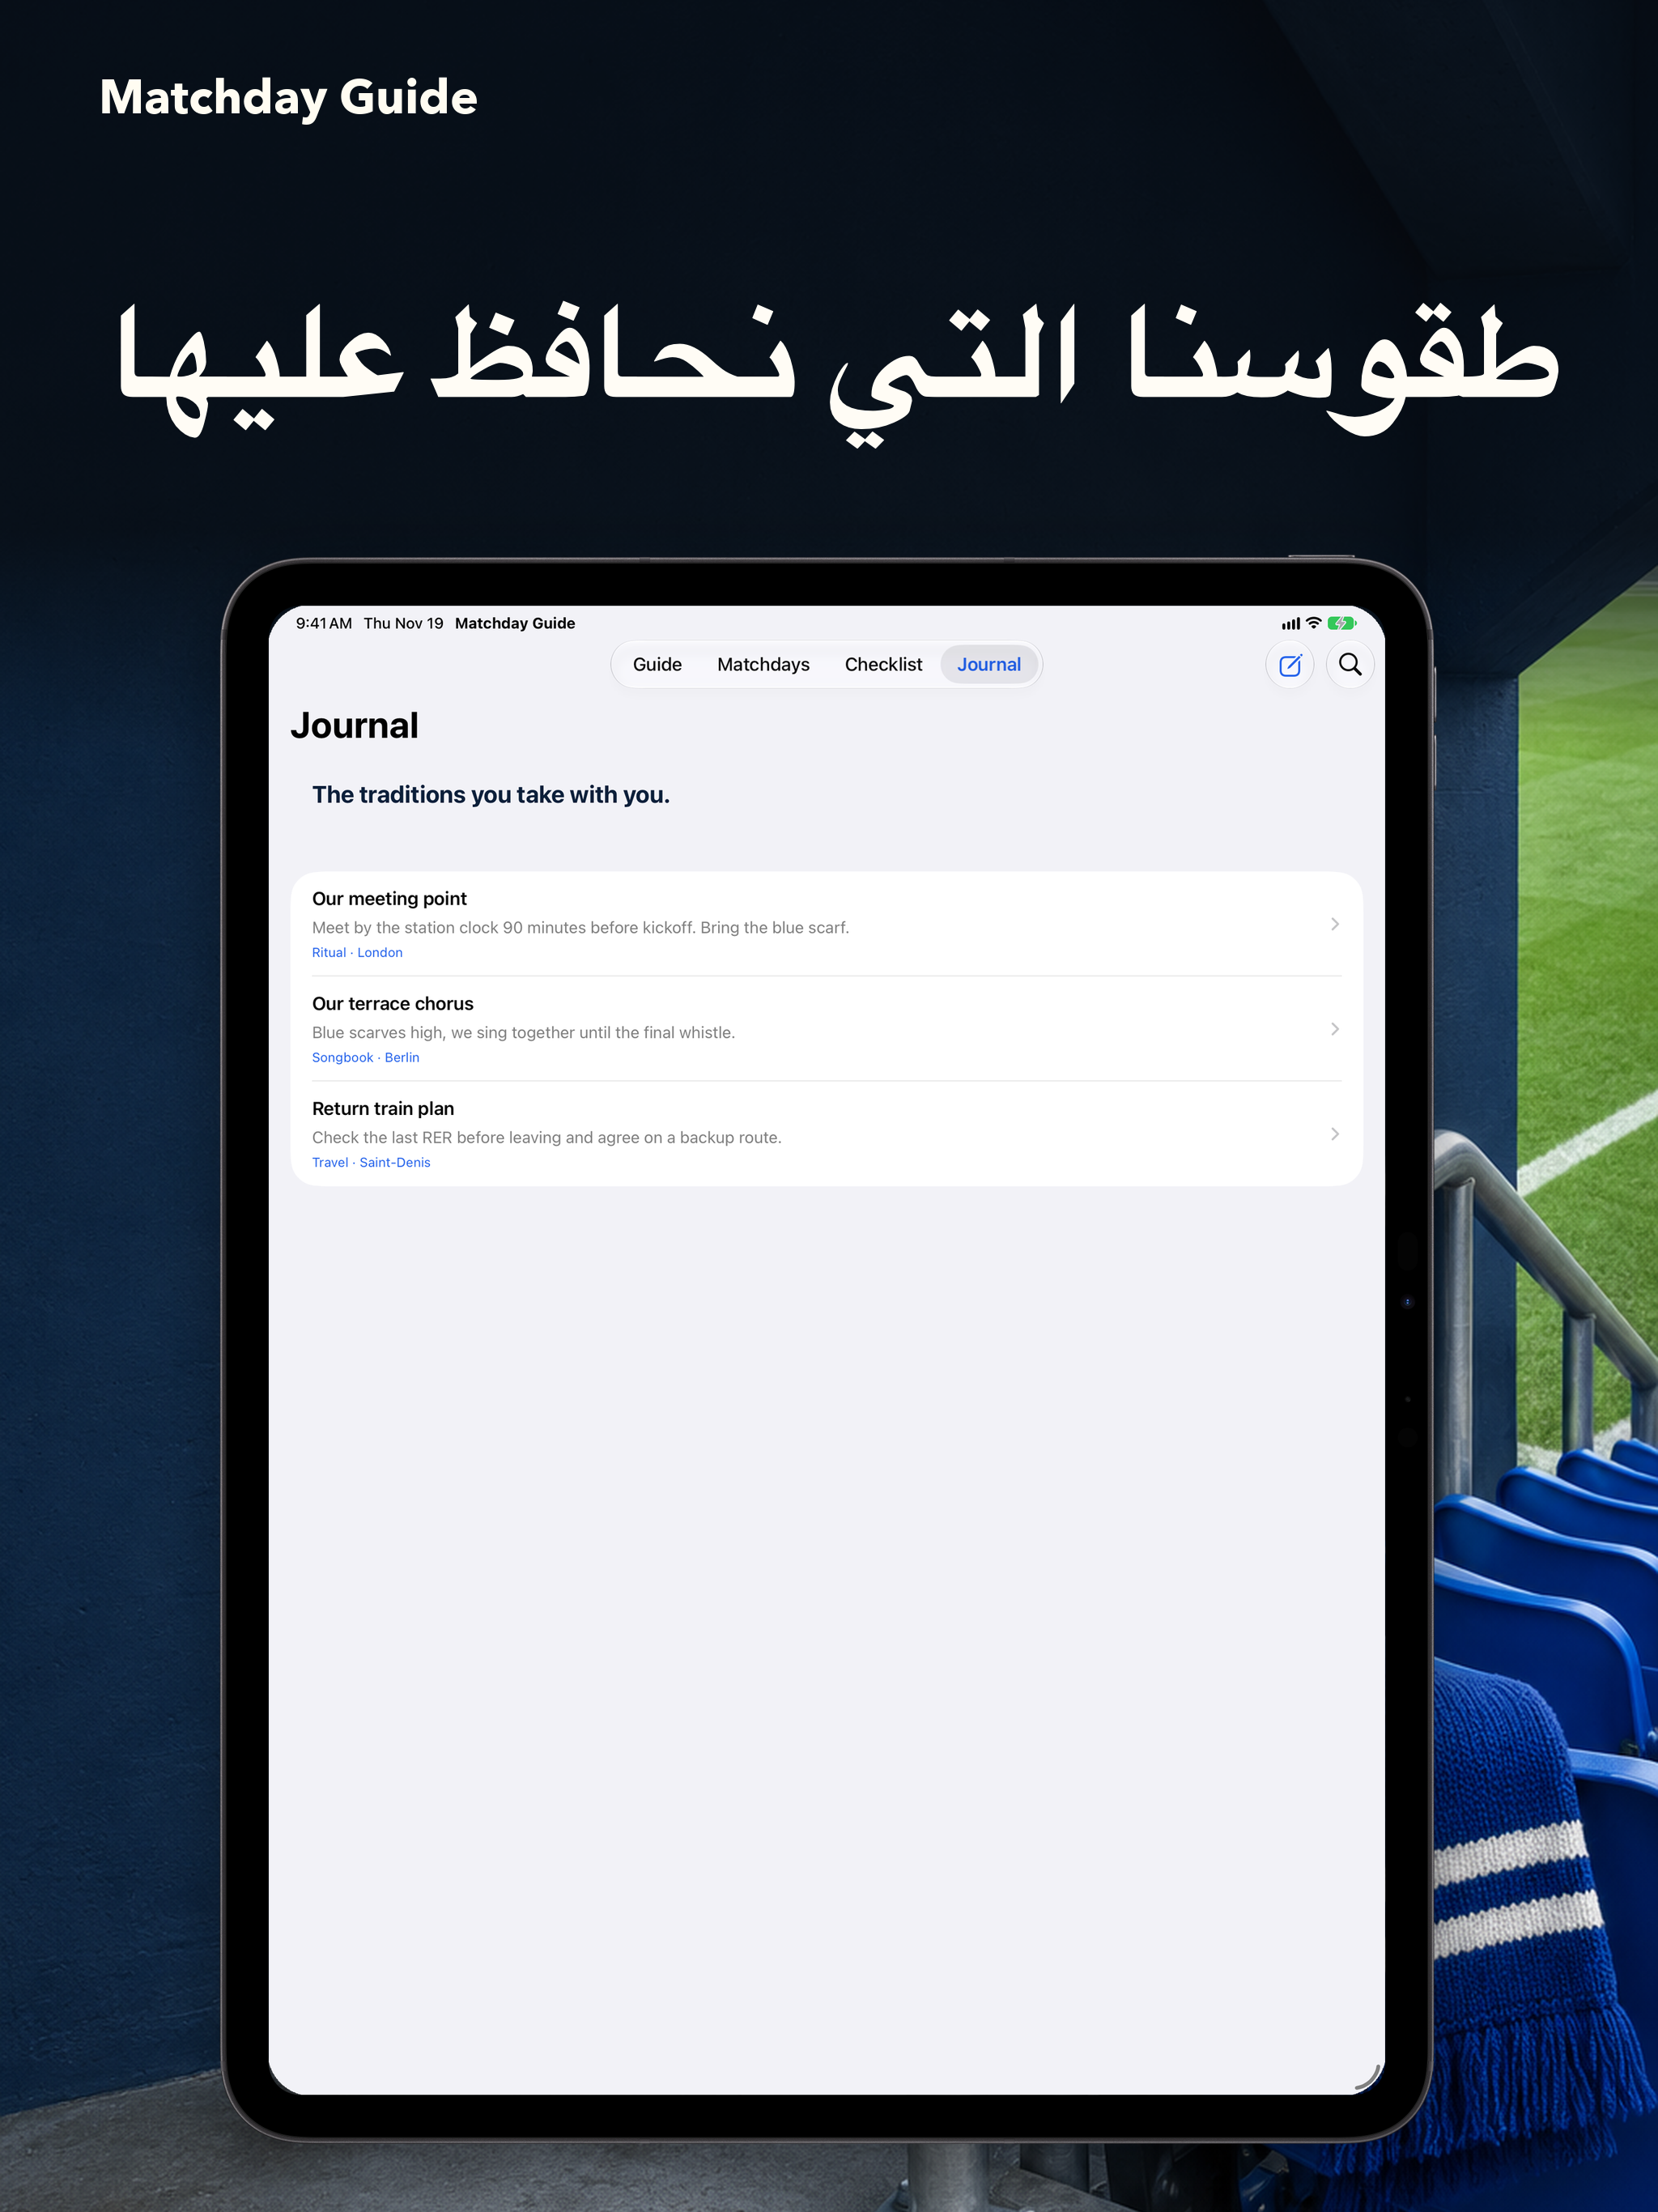 Matchday Guide
طقوسنا التي نحافظ عليها
9:41 AM Thu Nov 19 Matchday Guide
Guide Matchdays Checklist Journal
Journal
The traditions you take with you.
Our meeting point
Meet by the station clock 90 minutes before kickoff. Bring the blue scarf.
Ritual · London
Our terrace chorus
Blue scarves high, we sing together until the final whistle.
Songbook · Berlin
Return train plan
Check the last RER before leaving and agree on a backup route.
Travel · Saint-Denis